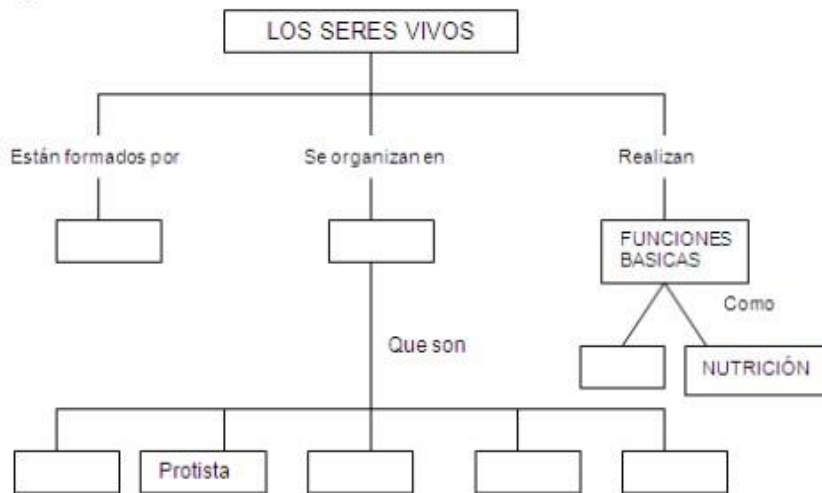 LOS SERES VIVOS
Están formados por
Se organizan en
Realizan
FUNCIONES
BASICAS
Como
Que son
NUTRICIÓN
Protista